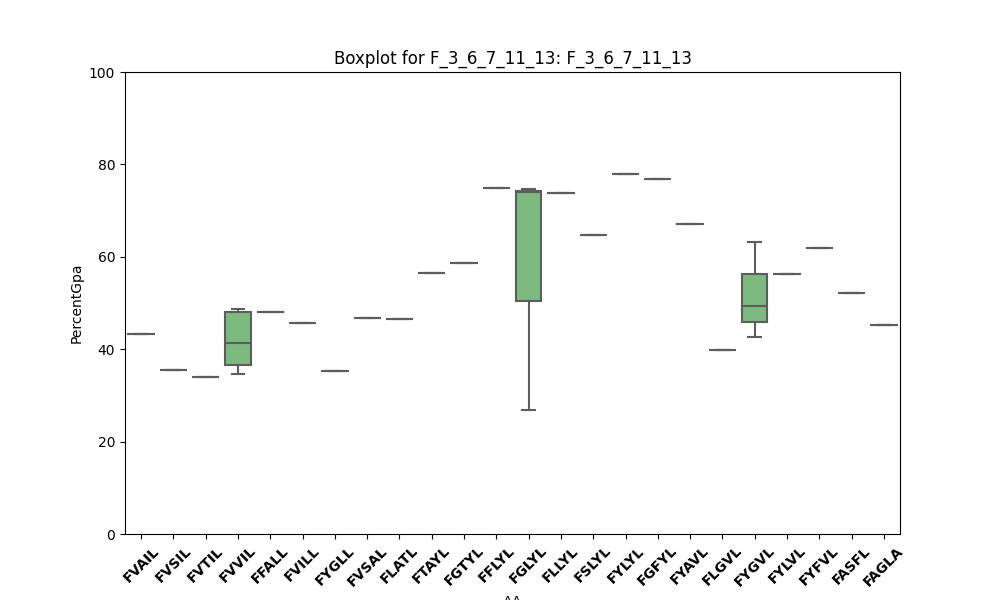 Boxplot for F_3_6_7_11_13: F_3_6_7_11_13
100
80
60
40
20
0
PercentGpa
FVAIL
FVSIL
FVTIL
FVVIL
FFALL
FVILL
FYGLL
FVSAL
FLATL
FTAYL
FGTYL
FFLYL
FGLYL
FLLYL
FSLYL
FYLYL
FGFYL
FYAVL
FLGVL
FYGVL
FYLVL
FYFVL
FASFL
FAGLA
AA